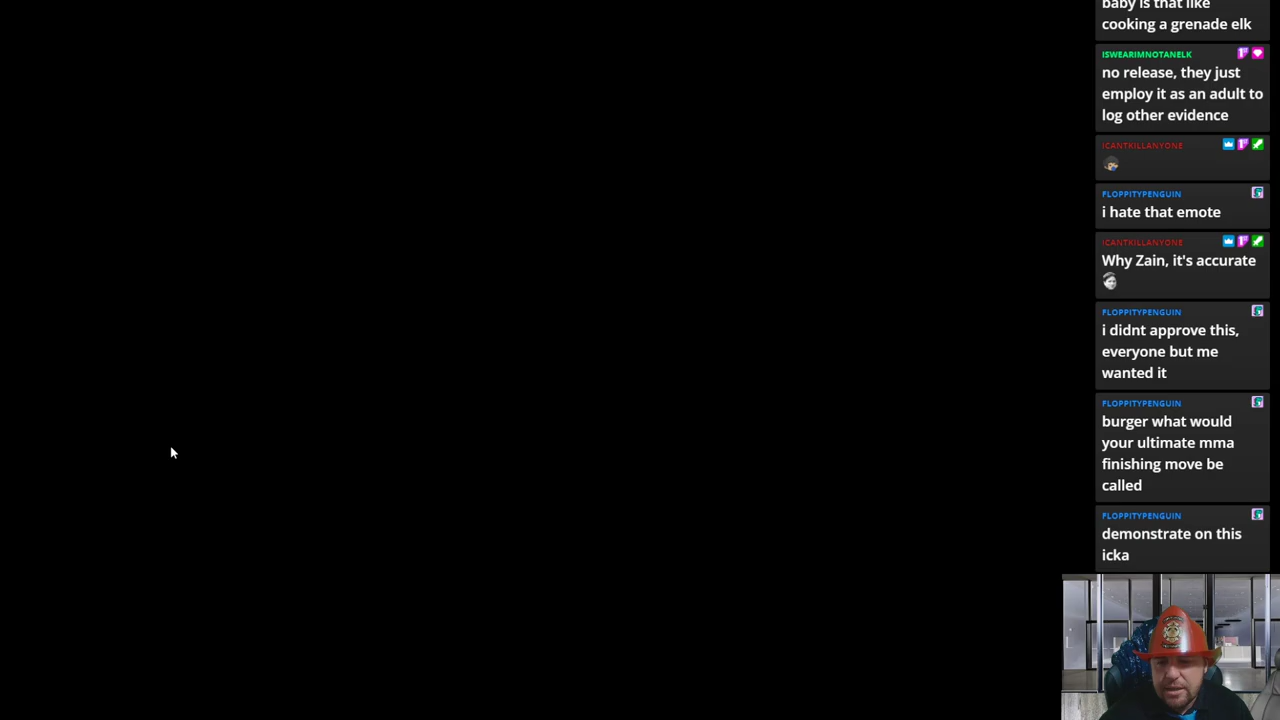 baby is that like
cooking a grenade elk
ISWEARIMNOTANELK
no release, they just
employ it as an adult to
log other evidence
ICANTKILLANYONE
FLOPPITYPENGUIN
i hate that emote
ICANTKILLANYONE
Why Zain, it's accurate
FLOPPITYPENGUIN
i didnt approve this,
everyone but me
wanted it
FLOPPITYPENGUIN
burger what would
your ultimate mma
finishing move be
called
FLOPPITYPENGUIN
demonstrate on this
icka